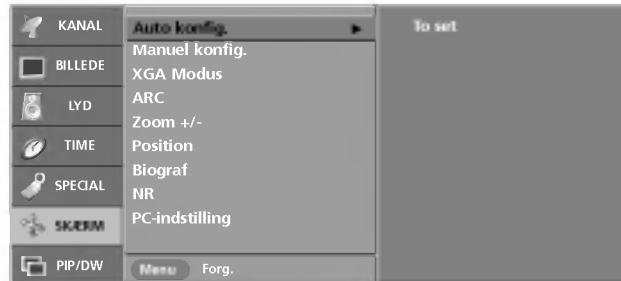 KANAL
BILLEDE
LYD
TIME
SPECIAL
SKÆRM
PIP/DW
Auto konfig.
Manuel konfig.
XGA Modus
ARC
Zoom +/-
Position
Biograf
NR
PC-indstilling
Menu Forg.
To set